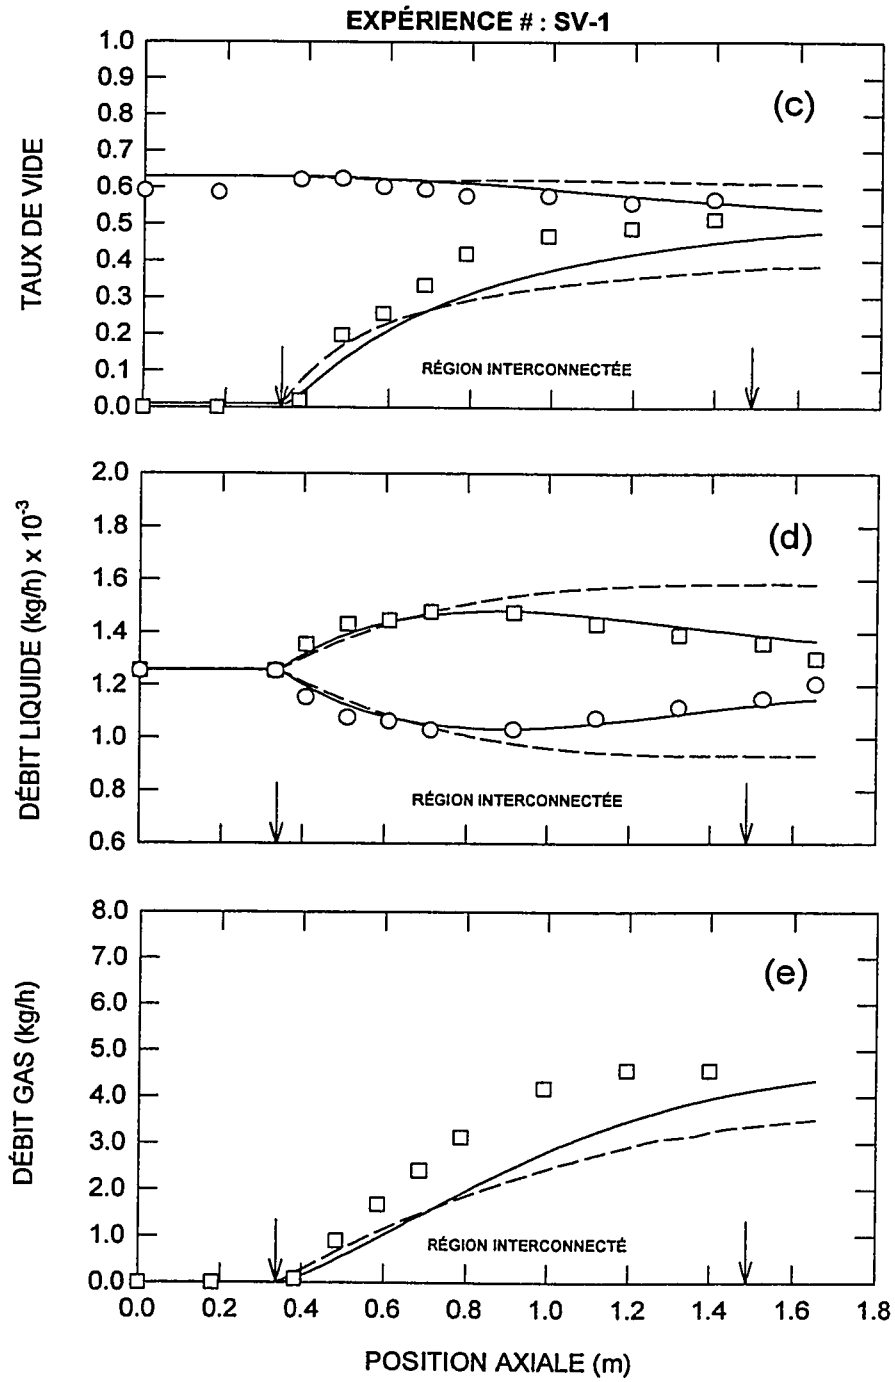 EXPÉRIENCE # : SV-1
1.0
0.9
0.8
0.7
0.6
0.5
0.4
0.3
0.2
0.1
0.0
TAUX DE VIDE
(c)
RÉGION INTERCONNECTÉE
2.0
1.8
1.6
1.4
1.2
1.0
0.8
0.6
DÉBIT LIQUIDE (kg/h) x 10⁻³
(d)
RÉGION INTERCONNECTÉE
8.0
7.0
6.0
5.0
4.0
3.0
2.0
1.0
0.0
DÉBIT GAS (kg/h)
(e)
RÉGION INTERCONNECTÉ
0.0 0.2 0.4 0.6 0.8 1.0 1.2 1.4 1.6 1.8
POSITION AXIALE (m)